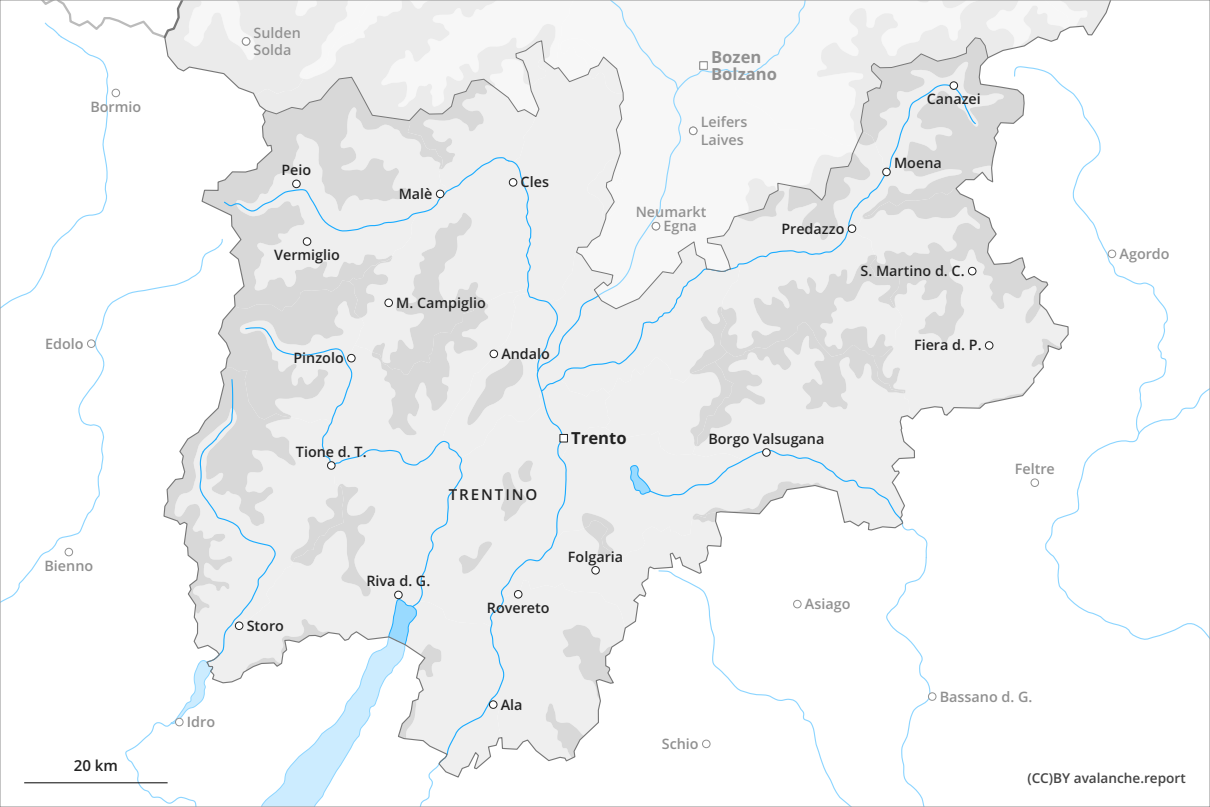 Sulden
Solda
Bozen
Bolzano
Bormio
Canazei
Leifers
Laives
Moena
Peio
Malè
Cles
Neumarkt
Egna
Predazzo
Vermiglio
Agordo
S. Martino d. C.
M. Campiglio
Edolo
Pinzolo
Andalo
Fiera d. P.
Trento
Borgo Valsugana
Tione d. T.
Feltre
TRENTINO
Bienno
Folgaria
Riva d. G.
Rovereto
Asiago
Storo
Bassano d. G.
Ala
Idro
Schio
20 km
(CC)BY avalanche.report